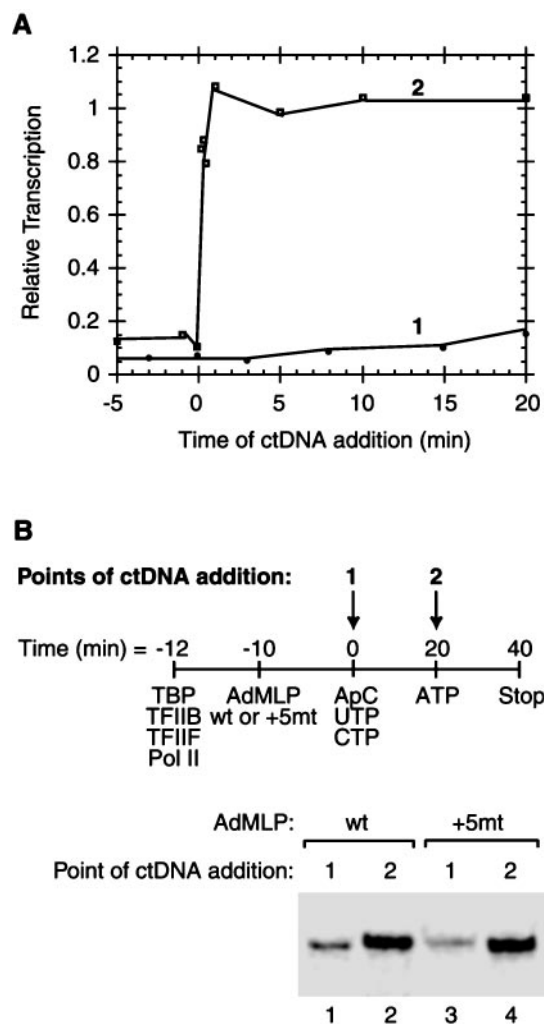 A
1.2
1
0.8
0.6
0.4
0.2
0
Relative Transcription
2
1
-5 0 5 10 15 20
Time of ctDNA addition (min)
B
Points of ctDNA addition: 1 2
Time (min) = -12 -10 0 20 40
TBP AdMLP ApC ATP Stop
TFIIB wt or +5mt UTP
TFIIF CTP
Pol II
AdMLP: wt +5mt
Point of ctDNA addition: 1 2 1 2
1 2 3 4